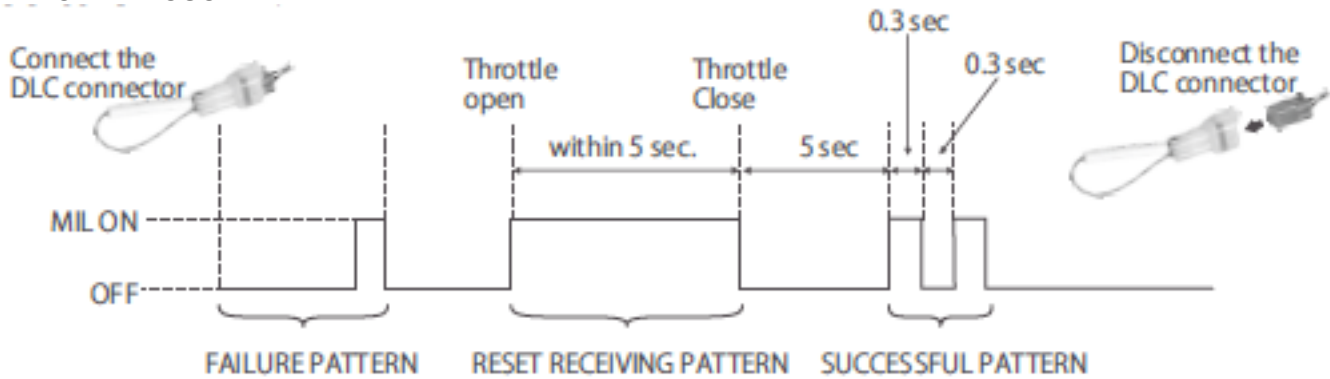 0.3 sec
Connect the
DLC connector
Throttle
open
Throttle
Close
0.3 sec
Disconnect the
DLC connector
within 5 sec.
5 sec
MIL ON
OFF
FAILURE PATTERN
RESET RECEIVING PATTERN
SUCCESSFUL PATTERN